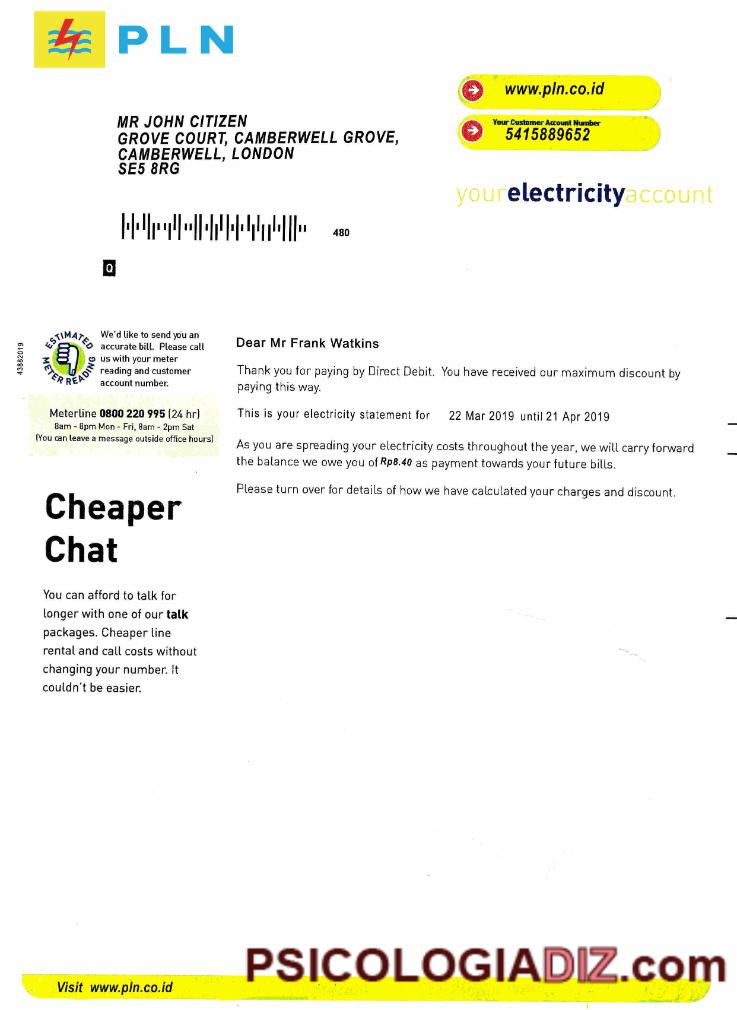 PLN
www.pln.co.id
Your Customer Account Number
5415889652
MR JOHN CITIZEN
GROVE COURT, CAMBERWELL GROVE,
CAMBERWELL, LONDON
SE5 8RG
yourelectricityaccount
480
Q
43882019
ESTIMATED
METER READING
We'd like to send you an
accurate bill. Please call
us with your meter
reading and customer
account number.
Meterline 0800 220 995 (24 hr)
8am - 8pm Mon - Fri, 8am - 2pm Sat
(You can leave a message outside office hours)
Dear Mr Frank Watkins
Thank you for paying by Direct Debit. You have received our maximum discount by
paying this way.
This is your electricity statement for 22 Mar 2019 until 21 Apr 2019
As you are spreading your electricity costs throughout the year, we will carry forward
the balance we owe you of Rp8.40 as payment towards your future bills.
Please turn over for details of how we have calculated your charges and discount.
Cheaper
Chat
You can afford to talk for
longer with one of our talk
packages. Cheaper line
rental and call costs without
changing your number. It
couldn't be easier.
PSICOLOGIADIZ.com
Visit www.pln.co.id